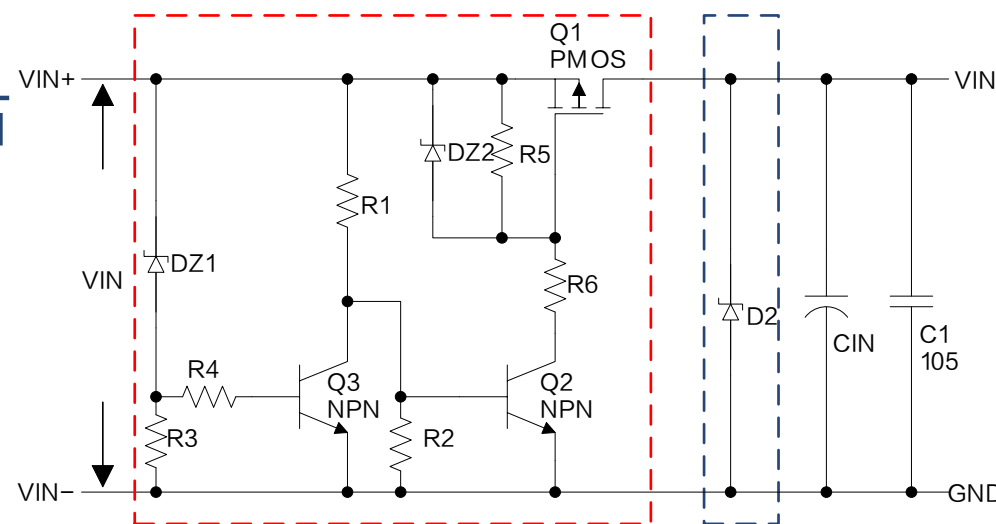 Q1
PMOS
VIN+
VIN
DZ2
R5
R1
DZ1
VIN
R6
D2
CIN
C1
105
R4
Q3
NPN
Q2
NPN
R3
R2
VIN−
GND